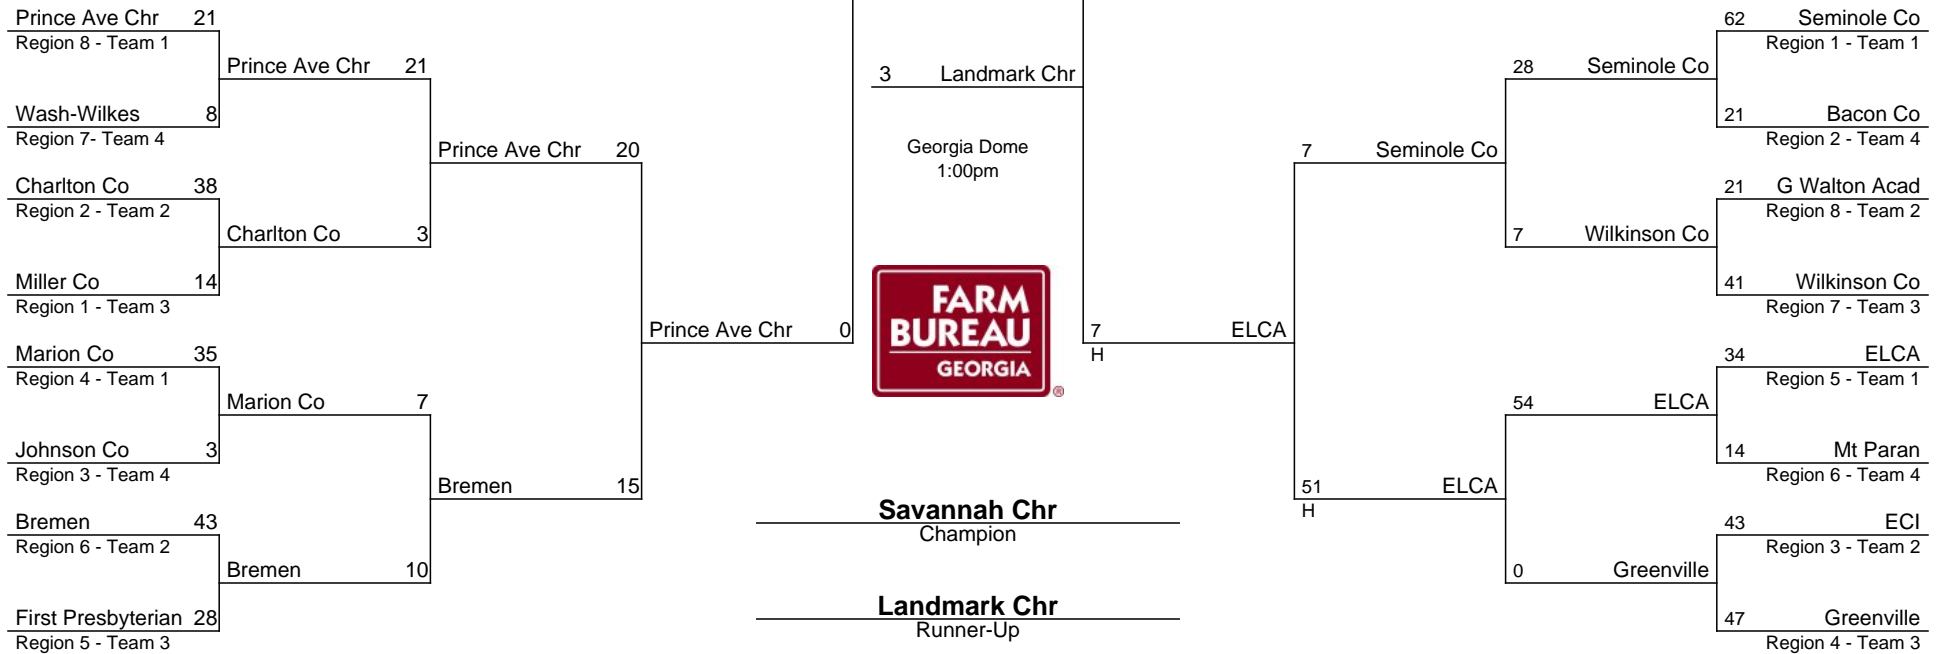 Prince Ave Chr 21
Region 8 - Team 1
Prince Ave Chr 21
Wash-Wilkes 8
Region 7- Team 4
Prince Ave Chr 20
Charlton Co 38
Region 2 - Team 2
Charlton Co 3
Miller Co 14
Region 1 - Team 3
Prince Ave Chr 0
Marion Co 35
Region 4 - Team 1
Marion Co 7
Johnson Co 3
Region 3 - Team 4
Bremen 15
Bremen 43
Region 6 - Team 2
Bremen 10
First Presbyterian 28
Region 5 - Team 3
3 Landmark Chr
Georgia Dome
1:00pm
FARM
BUREAU
GEORGIA
®
Savannah Chr
Champion
Landmark Chr
Runner-Up
62 Seminole Co
Region 1 - Team 1
28 Seminole Co
21 Bacon Co
Region 2 - Team 4
7 Seminole Co
21 G Walton Acad
Region 8 - Team 2
7 Wilkinson Co
41 Wilkinson Co
Region 7 - Team 3
7 ELCA
H
34 ELCA
Region 5 - Team 1
54 ELCA
14 Mt Paran
Region 6 - Team 4
51 ELCA
H
43 ECI
Region 3 - Team 2
0 Greenville
47 Greenville
Region 4 - Team 3